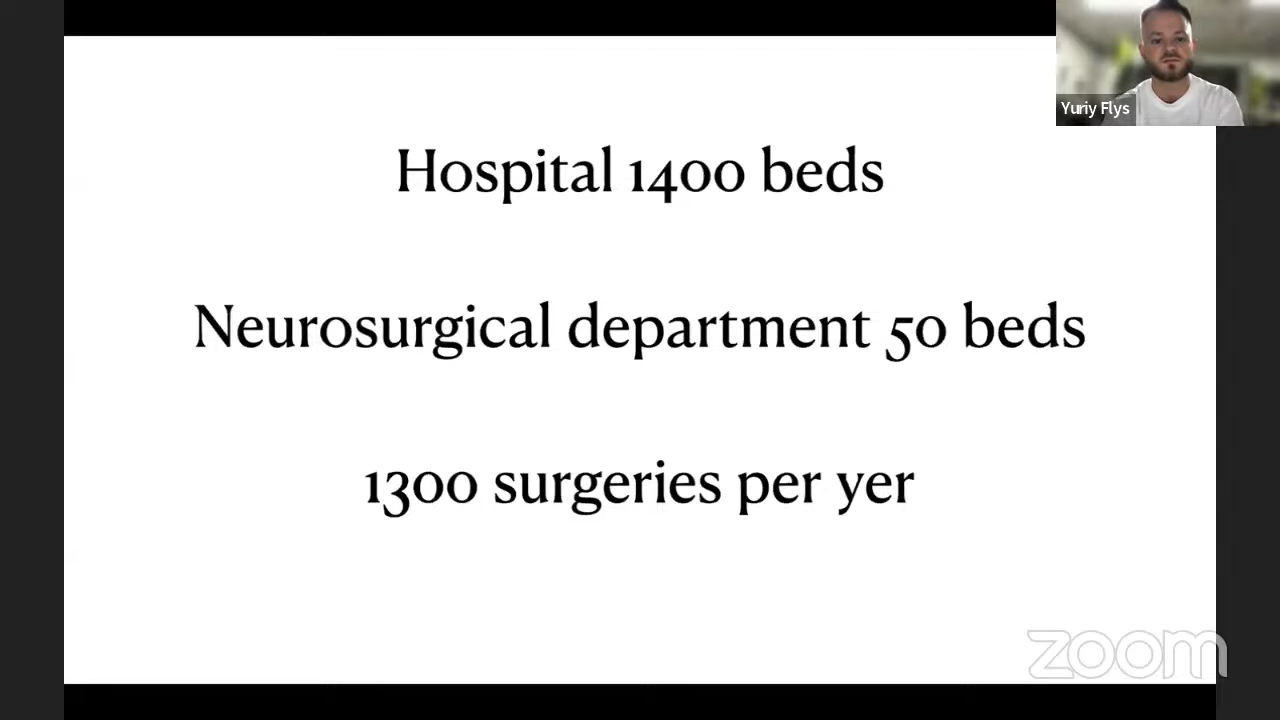 Yuriy Flys
Hospital 1400 beds
Neurosurgical department 50 beds
1300 surgeries per yer
zoom